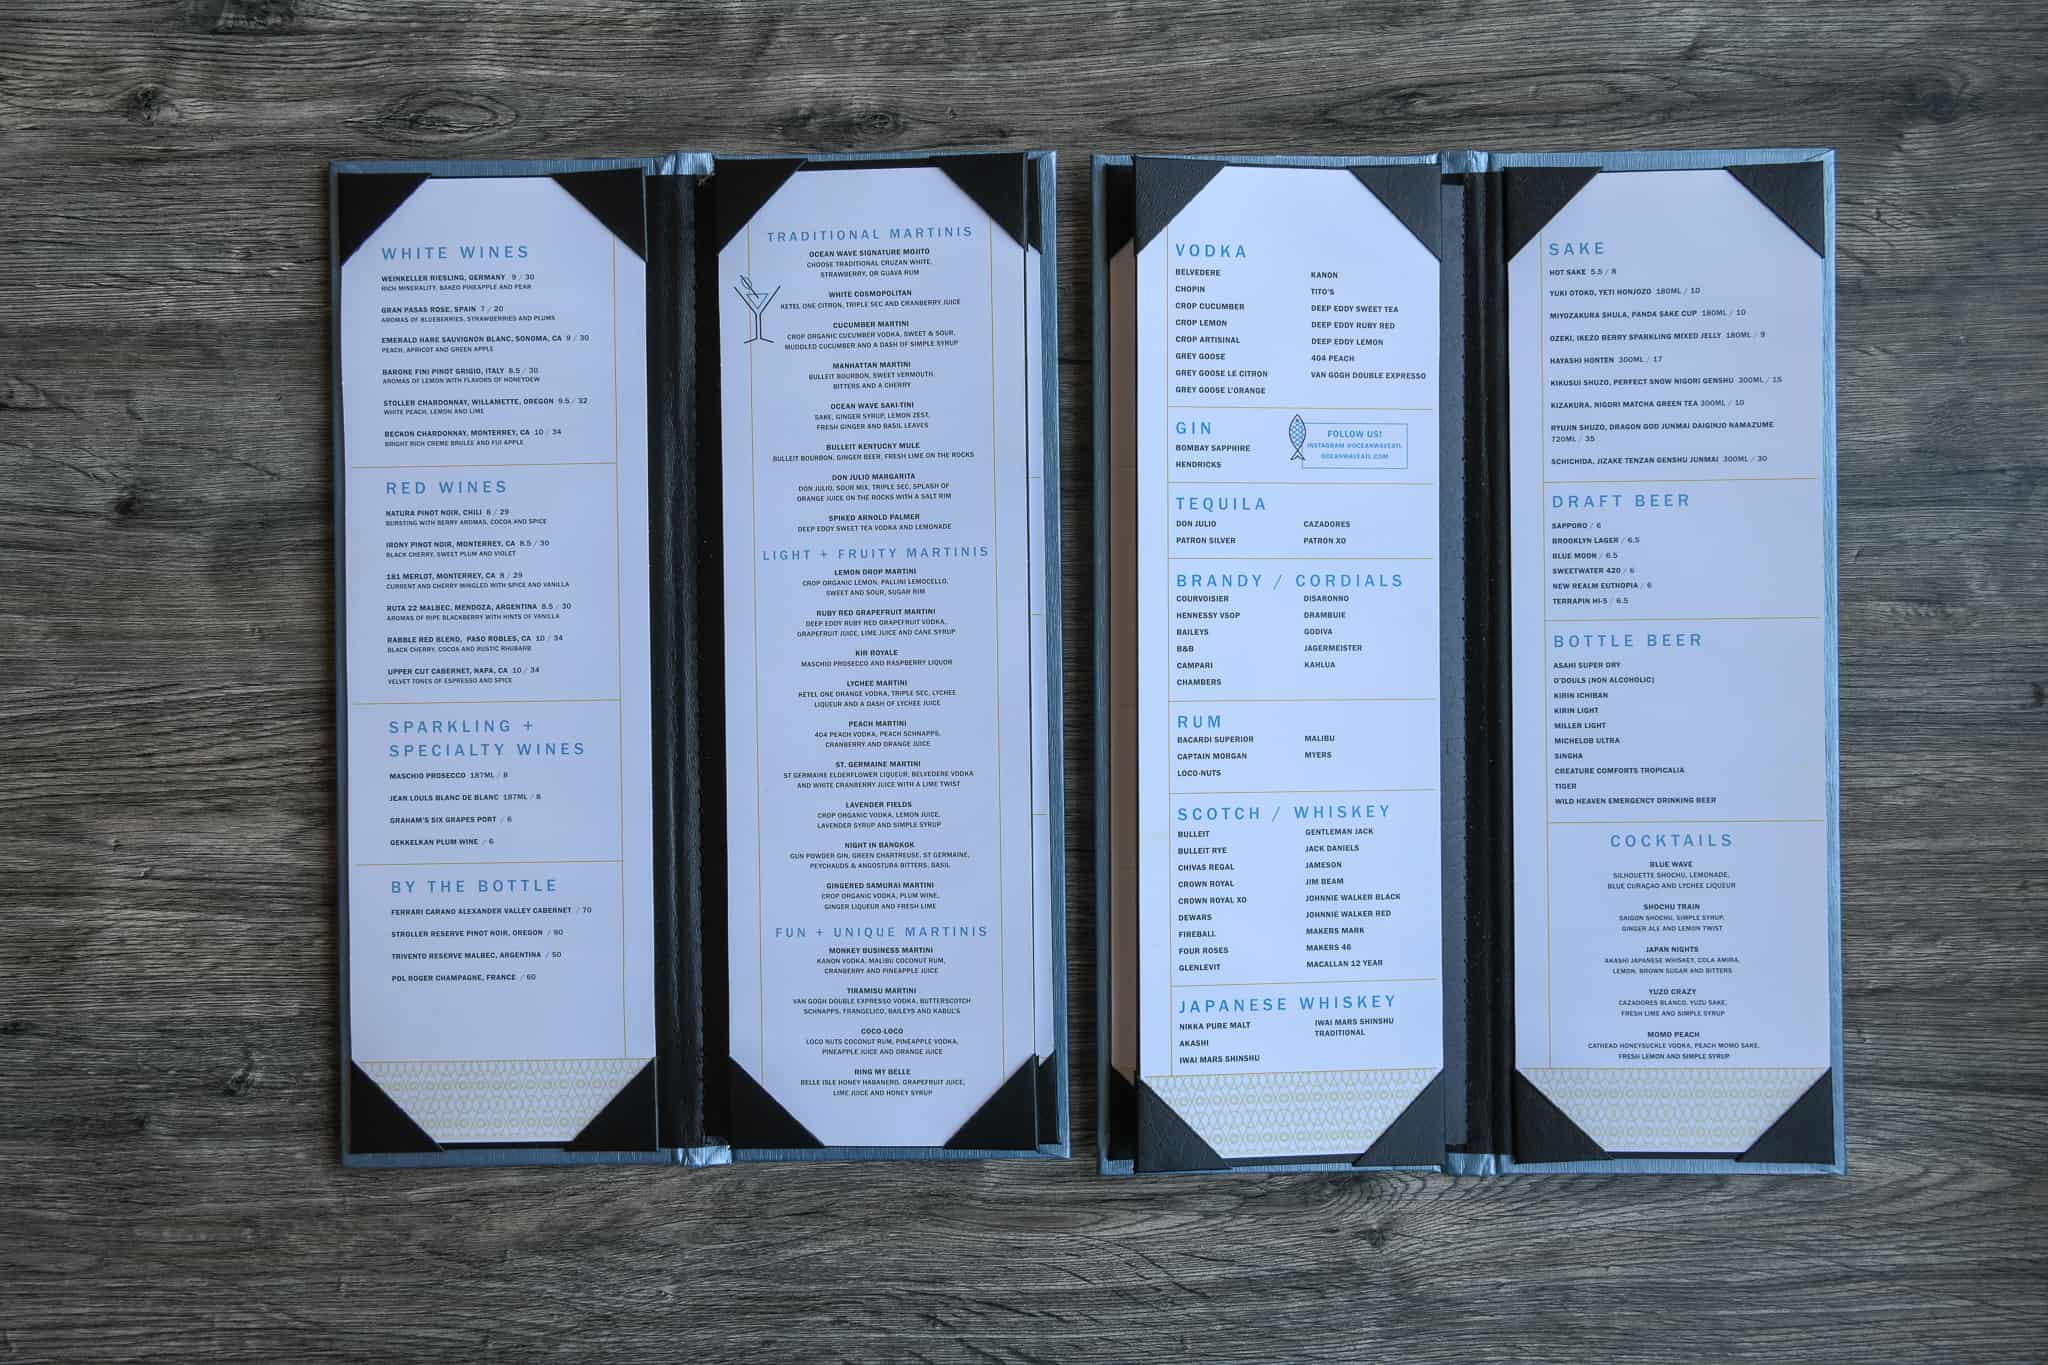 WHITE WINES
WEINKELLER RIESLING, GERMANY 9 / 30
RICH MINERALITY, BAKED PINEAPPLE AND PEAR
GRAN PASAS ROSE, SPAIN 7 / 20
AROMAS OF BLUEBERRIES, STRAWBERRIES AND PLUMS
EMERALD HARE SAUVIGNON BLANC, SONOMA, CA 9 / 30
PEACH, APRICOT AND GREEN APPLE
BARONE FINI PINOT GRIGIO, ITALY 8.5 / 30
AROMAS OF LEMON WITH FLAVORS OF HONEYDEW
STOLLER CHARDONNAY, WILLAMETTE, OREGON 9.5 / 32
WHITE PEACH, LEMON AND LIME
BECKON CHARDONNAY, MONTERREY, CA 10 / 34
BRIGHT RICH CREME BRULEE AND FUJI APPLE
RED WINES
NATURA PINOT NOIR, CHILI 8 / 29
BURSTING WITH BERRY AROMAS, COCOA AND SPICE
IRONY PINOT NOIR, MONTERREY, CA 8.5 / 30
BLACK CHERRY, SWEET PLUM AND VIOLET
181 MERLOT, MONTERREY, CA 8 / 29
CURRENT AND CHERRY MINGLED WITH SPICE AND VANILLA
RUTA 22 MALBEC, MENDOZA, ARGENTINA 8.5 / 30
AROMAS OF RIPE BLACKBERRY WITH HINTS OF VANILLA
RABBLE RED BLEND, PASO ROBLES, CA 10 / 34
BLACK CHERRY, COCOA AND RUSTIC RHUBARB
UPPER CUT CABERNET, NAPA, CA 10 / 34
VELVET TONES OF ESPRESSO AND SPICE
SPARKLING +
SPECIALTY WINES
MASCHIO PROSECCO 187ML / 8
JEAN LOUIS BLANC DE BLANC 187ML / 8
GRAHAM'S SIX GRAPES PORT / 6
GEKKELKAN PLUM WINE / 6
BY THE BOTTLE
FERRARI CARANO ALEXANDER VALLEY CABERNET / 70
STROLLER RESERVE PINOT NOIR, OREGON / 90
TRIVENTO RESERVE MALBEC, ARGENTINA / 50
POL ROGER CHAMPAGNE, FRANCE / 60
TRADITIONAL MARTINIS
OCEAN WAVE SIGNATURE MOJITO
CHOOSE TRADITIONAL CRUZAN WHITE,
STRAWBERRY, OR GUAVA RUM
WHITE COSMOPOLITAN
KETEL ONE CITRON, TRIPLE SEC AND CRANBERRY JUICE
CUCUMBER MARTINI
CROP ORGANIC CUCUMBER VODKA, SWEET & SOUR,
MUDDLED CUCUMBER AND A DASH OF SIMPLE SYRUP
MANHATTAN MARTINI
BULLEIT BOURBON, SWEET VERMOUTH,
BITTERS AND A CHERRY
OCEAN WAVE SAKI-TINI
SAKE, GINGER SYRUP, LEMON ZEST,
FRESH GINGER AND BASIL LEAVES
BULLEIT KENTUCKY MULE
BULLEIT BOURBON, GINGER BEER, FRESH LIME ON THE ROCKS
DON JULIO MARGARITA
DON JULIO, SOUR MIX, TRIPLE SEC, SPLASH OF
ORANGE JUICE ON THE ROCKS WITH A SALT RIM
SPIKED ARNOLD PALMER
DEEP EDDY SWEET TEA VODKA AND LEMONADE
LIGHT + FRUITY MARTINIS
LEMON DROP MARTINI
CROP ORGANIC LEMON, PALLINI LEMOCELLO,
SWEET AND SOUR, SUGAR RIM
RUBY RED GRAPEFRUIT MARTINI
DEEP EDDY RUBY RED GRAPEFRUIT VODKA,
GRAPEFRUIT JUICE, LIME JUICE AND CANE SYRUP
KIR ROYALE
MASCHIO PROSECCO AND RASPBERRY LIQUOR
LYCHEE MARTINI
KETEL ONE ORANGE VODKA, TRIPLE SEC, LYCHEE
LIQUEUR AND A DASH OF LYCHEE JUICE
PEACH MARTINI
404 PEACH VODKA, PEACH SCHNAPPS,
CRANBERRY AND ORANGE JUICE
ST. GERMAINE MARTINI
ST GERMAINE ELDERFLOWER LIQUEUR, BELVEDERE VODKA
AND WHITE CRANBERRY JUICE WITH A LIME TWIST
LAVENDER FIELDS
CROP ORGANIC VODKA, LEMON JUICE,
LAVENDER SYRUP AND SIMPLE SYRUP
NIGHT IN BANGKOK
GUN POWDER GIN, GREEN CHARTREUSE, ST GERMAINE,
PEYCHAUDS & ANGOSTURA BITTERS, BASIL
GINGERED SAMURAI MARTINI
CROP ORGANIC VODKA, PLUM WINE,
GINGER LIQUEUR AND FRESH LIME
FUN + UNIQUE MARTINIS
MONKEY BUSINESS MARTINI
KANON VODKA, MALIBU COCONUT RUM,
CRANBERRY AND PINEAPPLE JUICE
TIRAMISU MARTINI
VAN GOGH DOUBLE EXPRESSO VODKA, BUTTERSCOTCH
SCHNAPPS, FRANGELICO, BAILEYS AND
COCO-LOCO
LOCO NUTS COCONUT RUM, PINEAPPLE VODKA,
PINEAPPLE JUICE AND ORANGE JUICE
RING MY BELLE
BELLE ISLE HONEY HABANERO, GRAPEFRUIT JUICE,
LIME JUICE AND HONEY SYRUP
VODKA
BELVEDERE
CHOPIN
CROP CUCUMBER
CROP LEMON
CROP ARTISINAL
GREY GOOSE
GREY GOOSE LE CITRON
GREY GOOSE L'ORANGE
KANON
TITO'S
DEEP EDDY SWEET TEA
DEEP EDDY RUBY RED
DEEP EDDY LEMON
404 PEACH
VAN GOGH DOUBLE EXPRESSO
GIN
BOMBAY SAPPHIRE
HENDRICKS
FOLLOW US!
INSTAGRAM @OCEANWAVEATL
OCEANWAVEATL.COM
TEQUILA
DON JULIO
PATRON SILVER
CAZADORES
PATRON XO
BRANDY / CORDIALS
COURVOISIER
HENNESSY VSOP
BAILEYS
B&B
CAMPARI
CHAMBERS
DISARONNO
DRAMBUIE
GODIVA
JAGERMEISTER
KAHLUA
RUM
BACARDI SUPERIOR
CAPTAIN MORGAN
LOCO-NUTS
MALIBU
MYERS
SCOTCH / WHISKEY
BULLEIT
BULLEIT RYE
CHIVAS REGAL
CROWN ROYAL
CROWN ROYAL XO
DEWARS
FIREBALL
FOUR ROSES
GLENLEVIT
GENTLEMAN JACK
JACK DANIELS
JAMESON
JIM BEAM
JOHNNIE WALKER BLACK
JOHNNIE WALKER RED
MAKERS MARK
MAKERS 46
MACALLAN 12 YEAR
JAPANESE WHISKEY
NIKKA PURE MALT
AKASHI
IWAI MARS SHINSHU
IWAI MARS SHINSHU
TRADITIONAL
SAKE
HOT SAKE 5.5 / 8
YUKI OTOKO, YETI HONJOZO 180ML / 10
MIYOZAKURA SHULA, PANDA SAKE CUP 180ML / 10
OZEKI, IKEZO BERRY SPARKLING MIXED JELLY 180ML / 9
HAYASHI HONTEN 300ML / 17
KIKUSUI SHUZO, PERFECT SNOW NIGORI GENSHU 300ML / 15
KIZAKURA, NIGORI MATCHA GREEN TEA 300ML / 10
RYUJIN SHUZO, DRAGON GOD JUNMAI DAIGINJO NAMAZUME
720ML / 35
SCHICHIDA, JIZAKE TENZAN GENSHU JUNMAI 300ML / 30
DRAFT BEER
SAPPORO / 6
BROOKLYN LAGER / 6.5
BLUE MOON / 6.5
SWEETWATER 420 / 6
NEW REALM EUTHOPIA / 6
TERRAPIN HI-5 / 6.5
BOTTLE BEER
ASAHI SUPER DRY
O'DOULS (NON ALCOHOLIC)
KIRIN ICHIBAN
KIRIN LIGHT
MILLER LIGHT
MICHELOB ULTRA
SINGHA
CREATURE COMFORTS TROPICALIA
TIGER
WILD HEAVEN EMERGENCY DRINKING BEER
COCKTAILS
BLUE WAVE
SILHOUETTE SHOCHU, LEMONADE,
BLUE CURAÇAO AND LYCHEE LIQUEUR
SHOCHU TRAIN
SAIGON SHOCHU, SIMPLE SYRUP,
GINGER ALE AND LEMON TWIST
JAPAN NIGHTS
AKASHI JAPANESE WHISKEY, COLA AMIRA,
LEMON, BROWN SUGAR AND BITTERS
YUZO CRAZY
CAZADORES BLANCO, YUZU SAKE,
FRESH LIME AND SIMPLE SYRUP
MOMO PEACH
CATHEAD HONEYSUCKLE VODKA, PEACH MOMO SAKE,
FRESH LEMON AND SIMPLE SYRUP